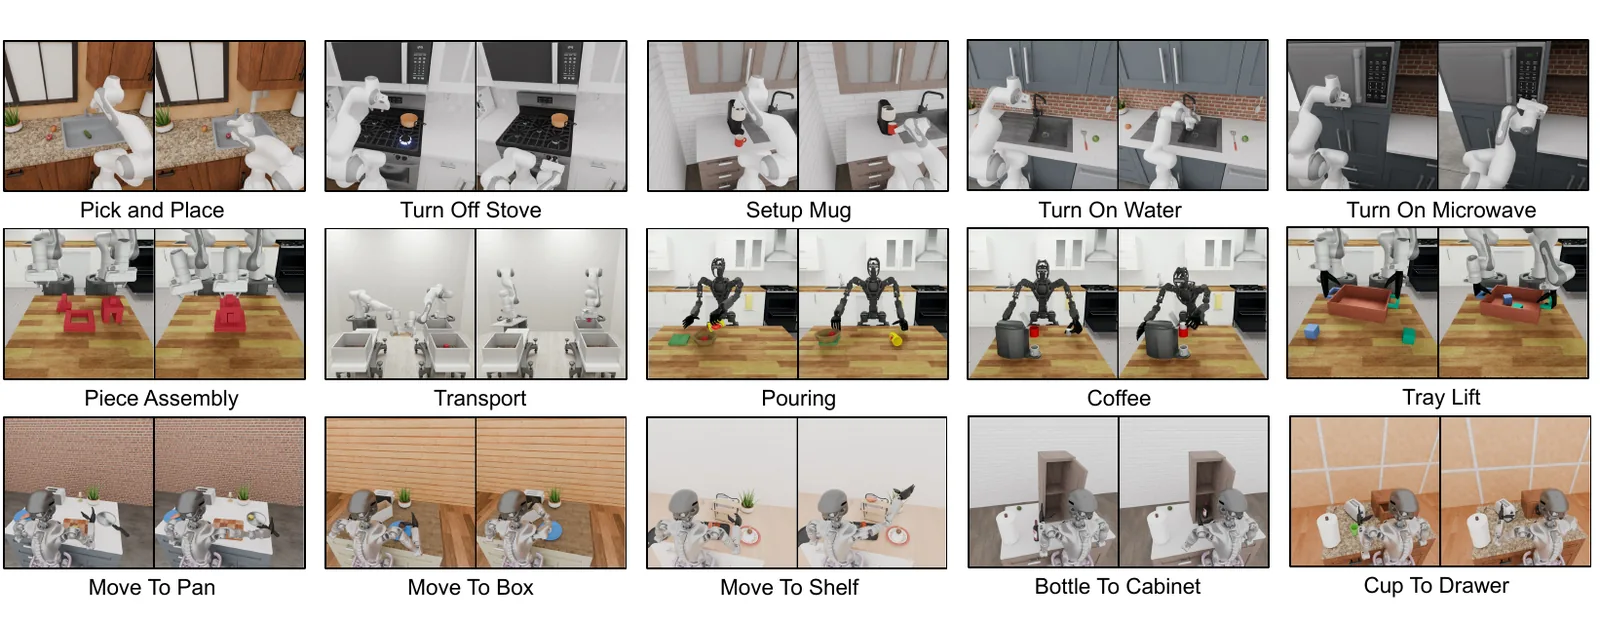 Pick and Place
Turn Off Stove
Setup Mug
Turn On Water
Turn On Microwave
Piece Assembly
Transport
Pouring
Coffee
Tray Lift
Move To Pan
Move To Box
Move To Shelf
Bottle To Cabinet
Cup To Drawer